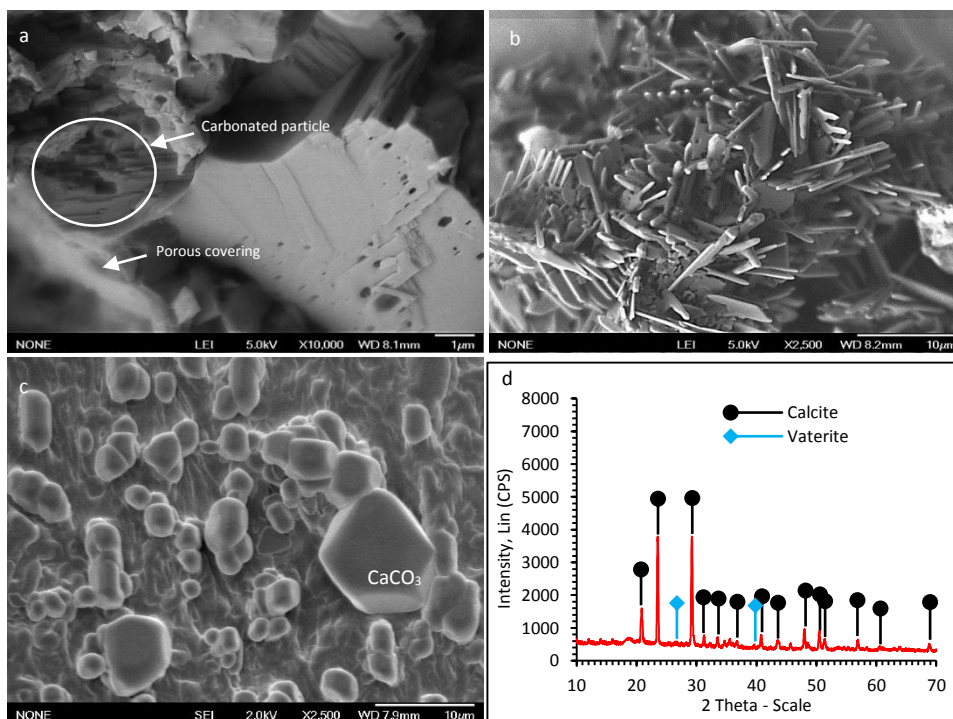 a
Carbonated particle
Porous covering
NONE LEI 5.0kV X10,000 WD 8.1mm 1μm
b
NONE LEI 5.0kV X2,500 WD 8.2mm 10μm
c
CaCO₃
NONE SEI 2.0kV X2,500 WD 7.9mm 10μm
d
8000
7000
6000
5000
4000
3000
2000
1000
0
Intensity, Lin (CPS)
Calcite
Vaterite
10 20 30 40 50 60 70
2 Theta - Scale